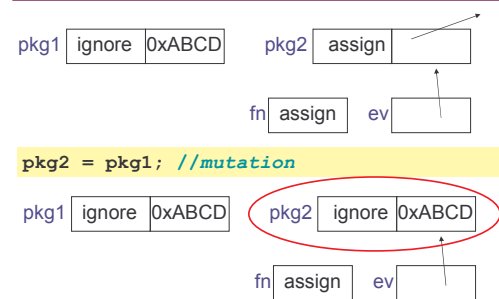 pkg1 ignore 0xABCD pkg2 assign
fn assign ev
pkg2 = pkg1; //mutation
pkg1 ignore 0xABCD pkg2 ignore 0xABCD
fn assign ev